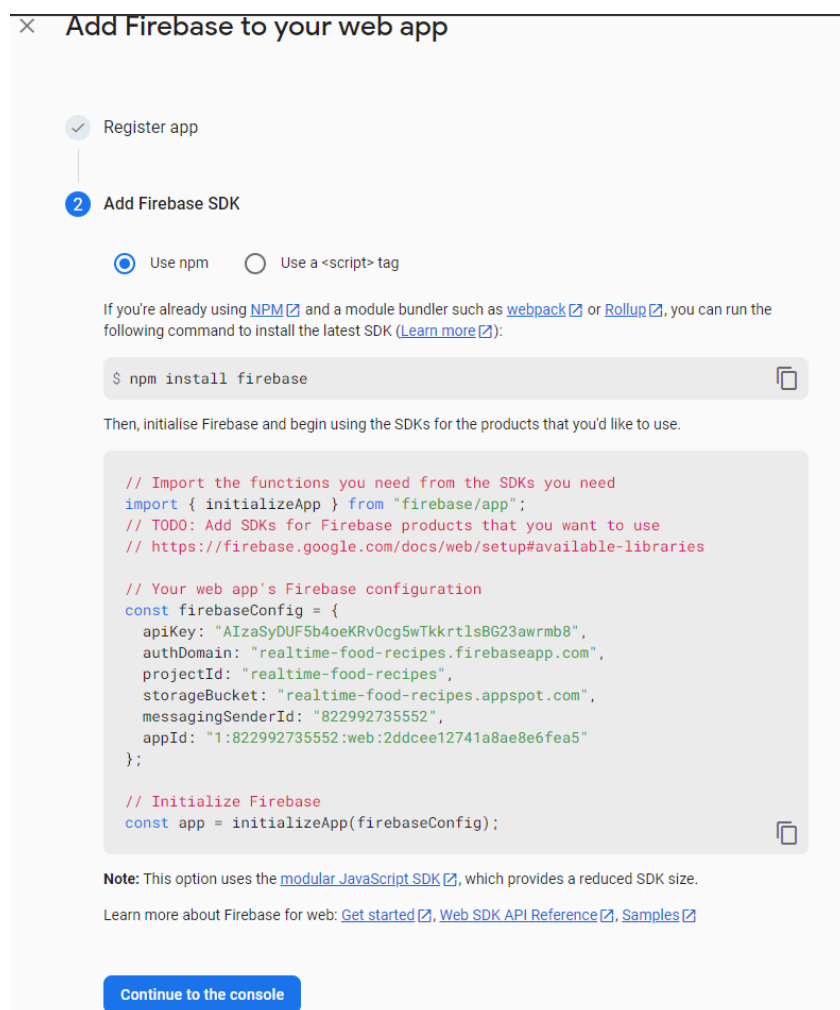 Add Firebase to your web app
Register app
2 Add Firebase SDK
Use npm Use a <script> tag
If you're already using NPM and a module bundler such as webpack or Rollup, you can run the
following command to install the latest SDK (Learn more):
$ npm install firebase
Then, initialise Firebase and begin using the SDKs for the products that you'd like to use.
// Import the functions you need from the SDKs you need
import { initializeApp } from "firebase/app";
// TODO: Add SDKs for Firebase products that you want to use
// https://firebase.google.com/docs/web/setup#available-libraries
// Your web app's Firebase configuration
const firebaseConfig = {
apiKey: "AIzaSyDUF5b4oeKRvOcg5wTkkrtlsBG23awrmb8",
authDomain: "realtime-food-recipes.firebaseapp.com",
projectId: "realtime-food-recipes",
storageBucket: "realtime-food-recipes.appspot.com",
messagingSenderId: "822992735552",
appId: "1:822992735552:web:2ddcee12741a8ae8e6fea5"
};
// Initialize Firebase
const app = initializeApp(firebaseConfig);
Note: This option uses the modular JavaScript SDK, which provides a reduced SDK size.
Learn more about Firebase for web: Get started, Web SDK API Reference, Samples
Continue to the console